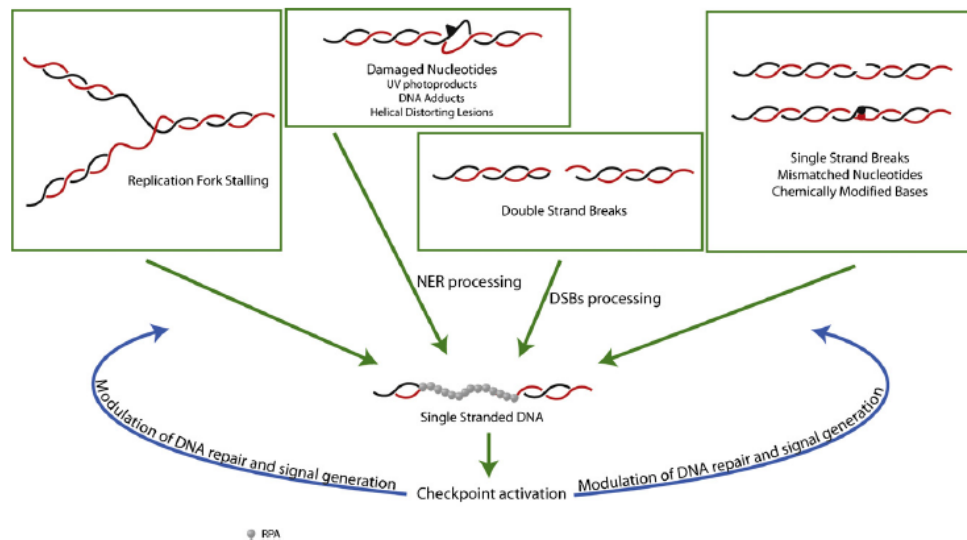 Replication Fork Stalling
Damaged Nucleotides
UV photoproducts
DNA Adducts
Helical Distorting Lesions
Double Strand Breaks
Single Strand Breaks
Mismatched Nucleotides
Chemically Modified Bases
NER processing
DSBs processing
Single Stranded DNA
Modulation of DNA repair and signal generation
Checkpoint activation
Modulation of DNA repair and signal generation
RPA